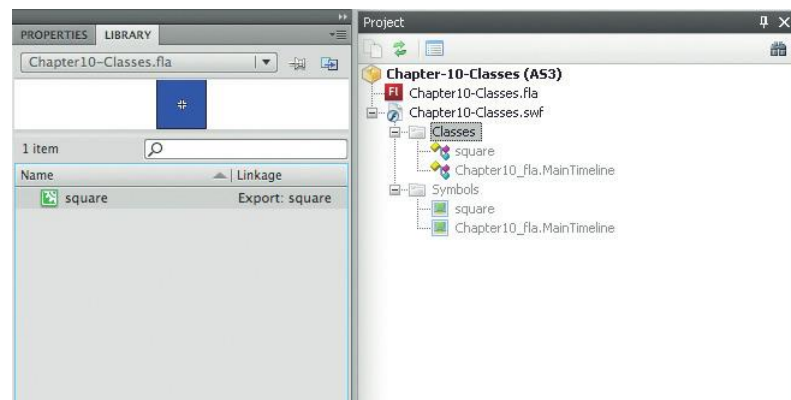 PROPERTIES LIBRARY
Chapter10-Classes.fla
1 item
Name Linkage
square Export: square
Project
Chapter-10-Classes (AS3)
Fl Chapter10-Classes.fla
Chapter10-Classes.swf
Classes
square
Chapter10_fla.MainTimeline
Symbols
square
Chapter10_fla.MainTimeline